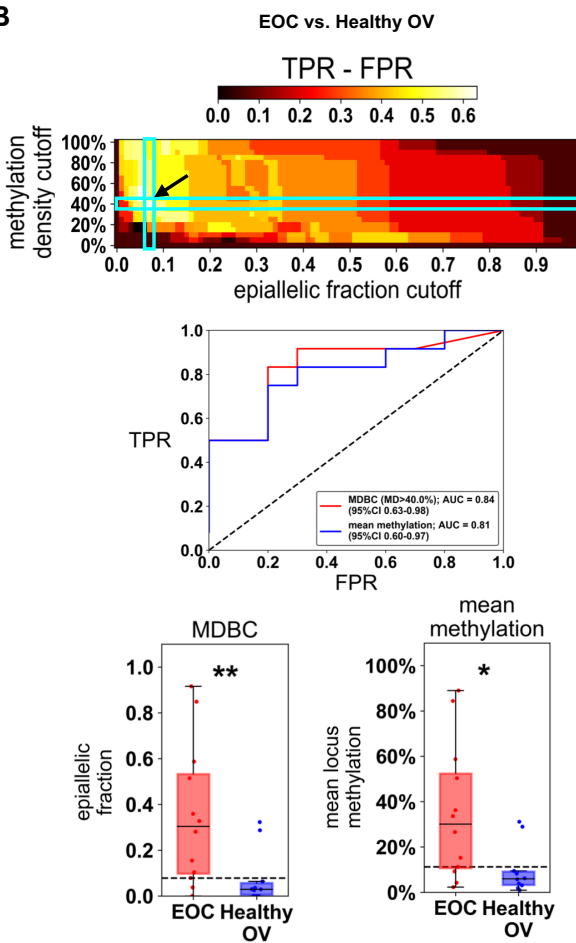 B
EOC vs. Healthy OV
TPR - FPR
0.0 0.1 0.2 0.3 0.4 0.5 0.6
methylation
density cutoff
100%
80%
60%
40%
20%
0%
0.0 0.1 0.2 0.3 0.4 0.5 0.6 0.7 0.8 0.9
epiallelic fraction cutoff
1.0
0.8
0.6
0.4
0.2
0.0
TPR
MDBC (MD>40.0%); AUC = 0.84
(95%CI 0.63-0.98)
mean methylation; AUC = 0.81
(95%CI 0.60-0.97)
0.0 0.2 0.4 0.6 0.8 1.0
FPR
MDBC
**
epiallelic
fraction
1.0
0.8
0.6
0.4
0.2
0.0
EOC Healthy
OV
mean
methylation
*
mean locus
methylation
100%
80%
60%
40%
20%
0%
EOC Healthy
OV